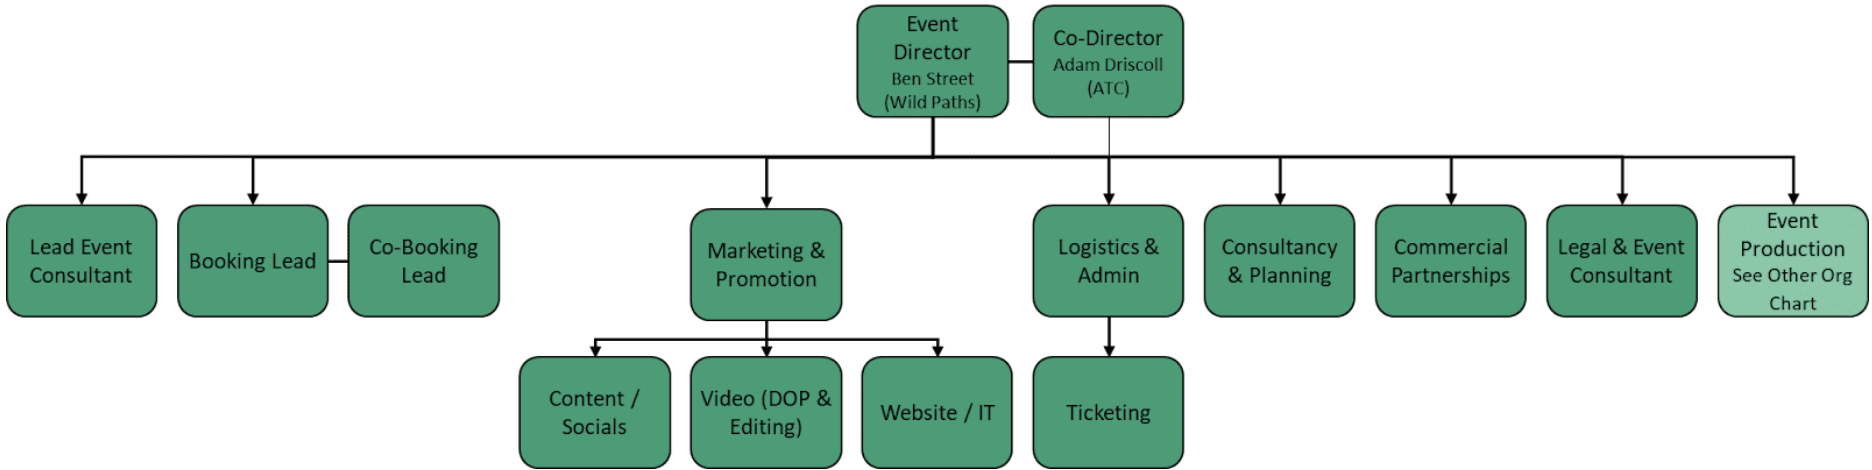 Event
Director
Ben Street
(Wild Paths)
Co-Director
Adam Driscoll
(ATC)
Lead Event
Consultant
Booking Lead
Co-Booking
Lead
Marketing &
Promotion
Logistics &
Admin
Consultancy
& Planning
Commercial
Partnerships
Legal & Event
Consultant
Event
Production
See Other Org
Chart
Content /
Socials
Video (DOP &
Editing)
Website / IT
Ticketing